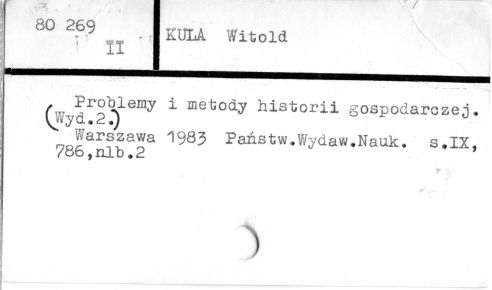 80 269
II
KULA Witold
Problemy i metody historii gospodarczej.
(Wyd.2.)
Warszawa 1983 Państw.Wydaw.Nauk. s.IX,
786,nlb.2